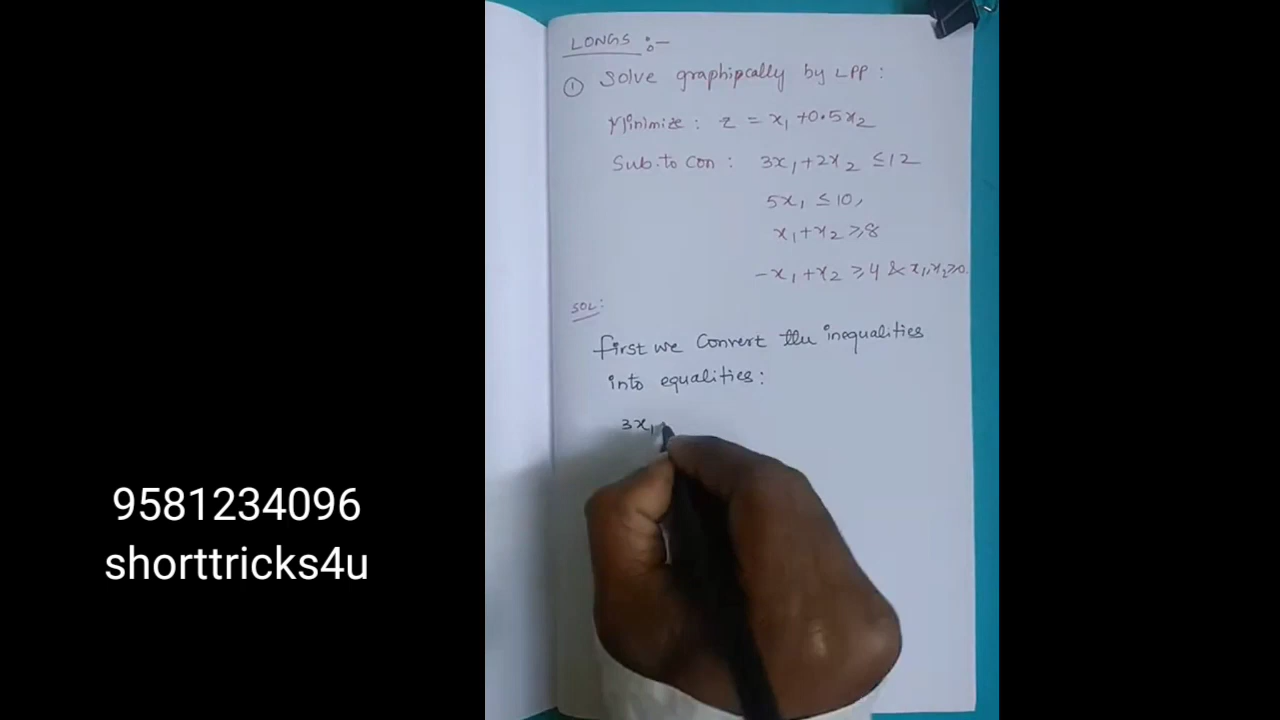 LONGS :-
① Solve graphipcally by LPP :
Minimize : z = x₁ + 0.5x₂
Sub.to con : 3x₁ + 2x₂ ≤ 12
5x₁ ≤ 10,
x₁ + x₂ ≥ 8
-x₁ + x₂ ≥ 4 & x₁, x₂ ≥ 0.
SOL:
first we convert the inequalities
into equalities :
3x₁
9581234096
shorttricks4u